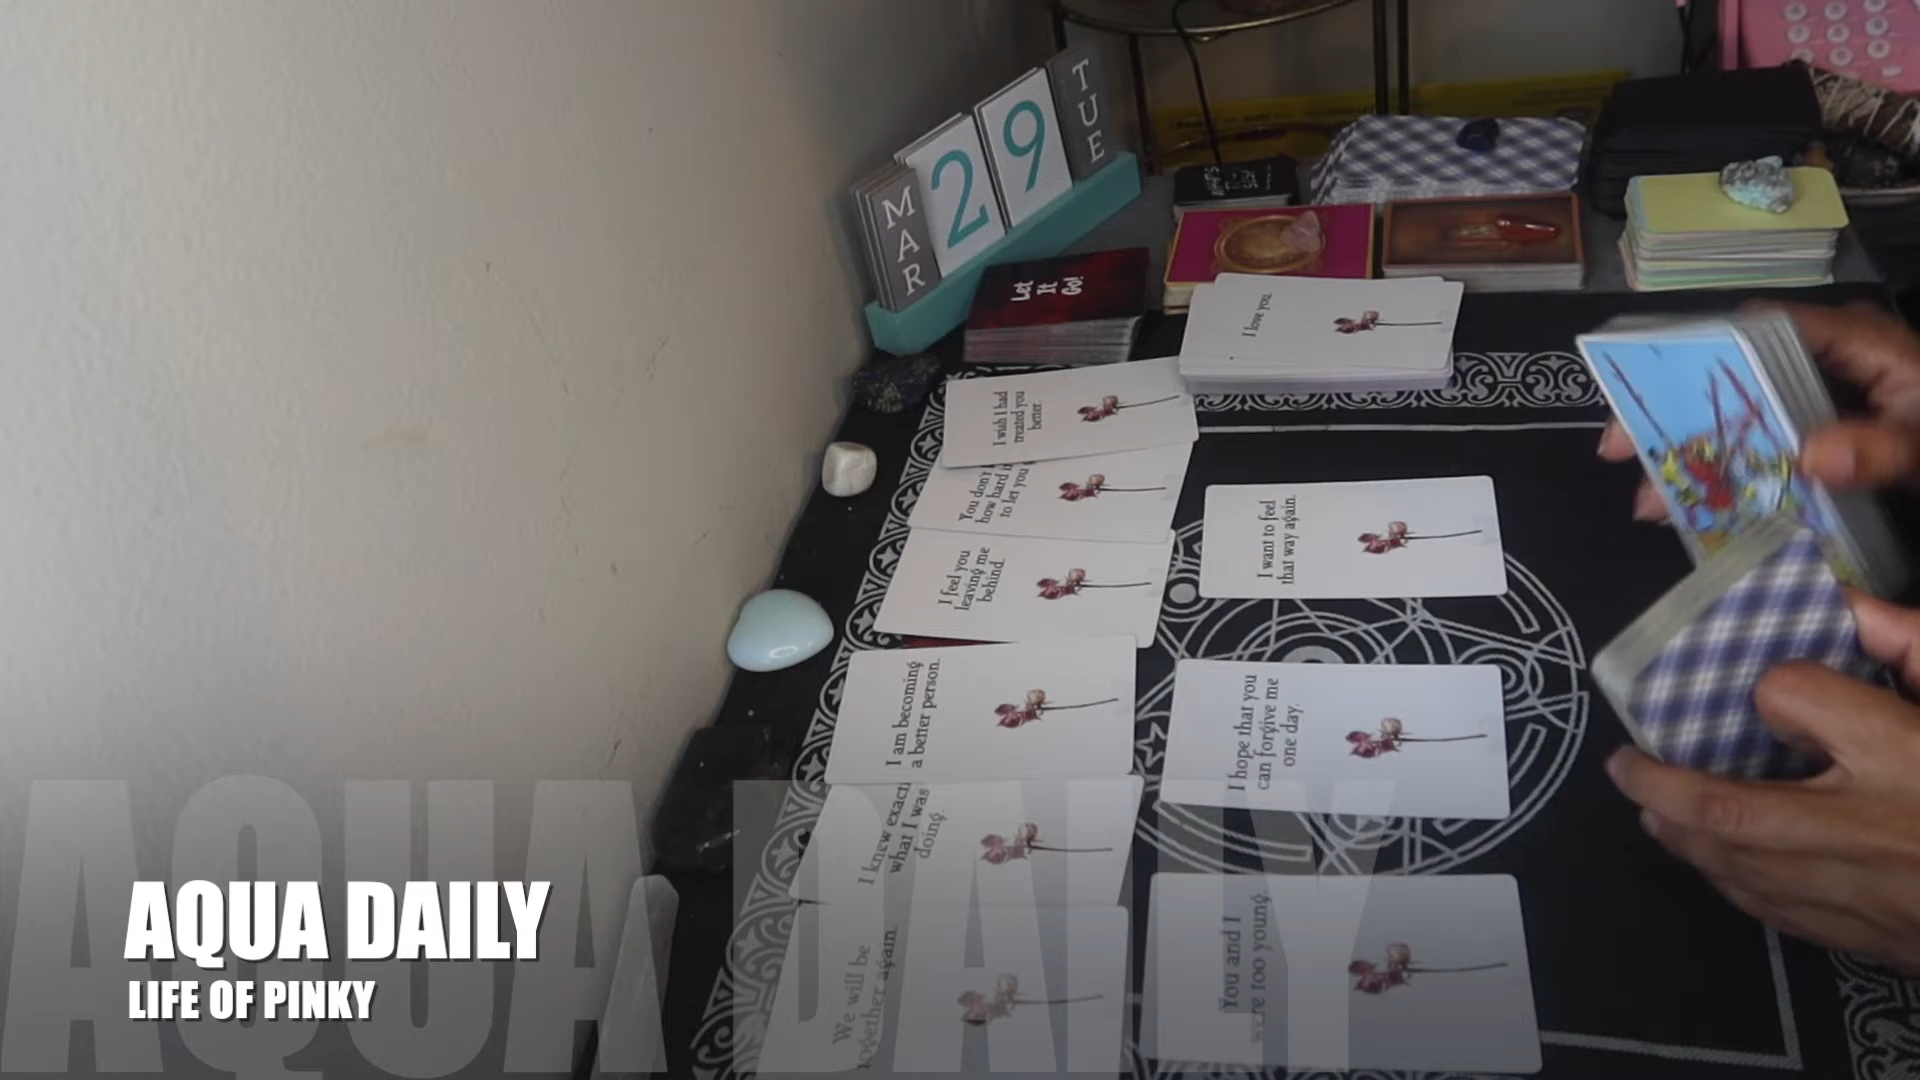 MAR
2
9
TUE
Let
It
Go!
I love you.
I wish I had
treated you
better.
You don't
how hard i
to let you
I feel you
leaving me
behind.
I am becoming
a better person.
I knew exact
what I was
doing.
We will be
together again.
I want to feel
that way again.
I hope that you
can forgive me
one day.
You and I
were too young.
AQUA DAILY
AQUA DAILY
LIFE OF PINKY